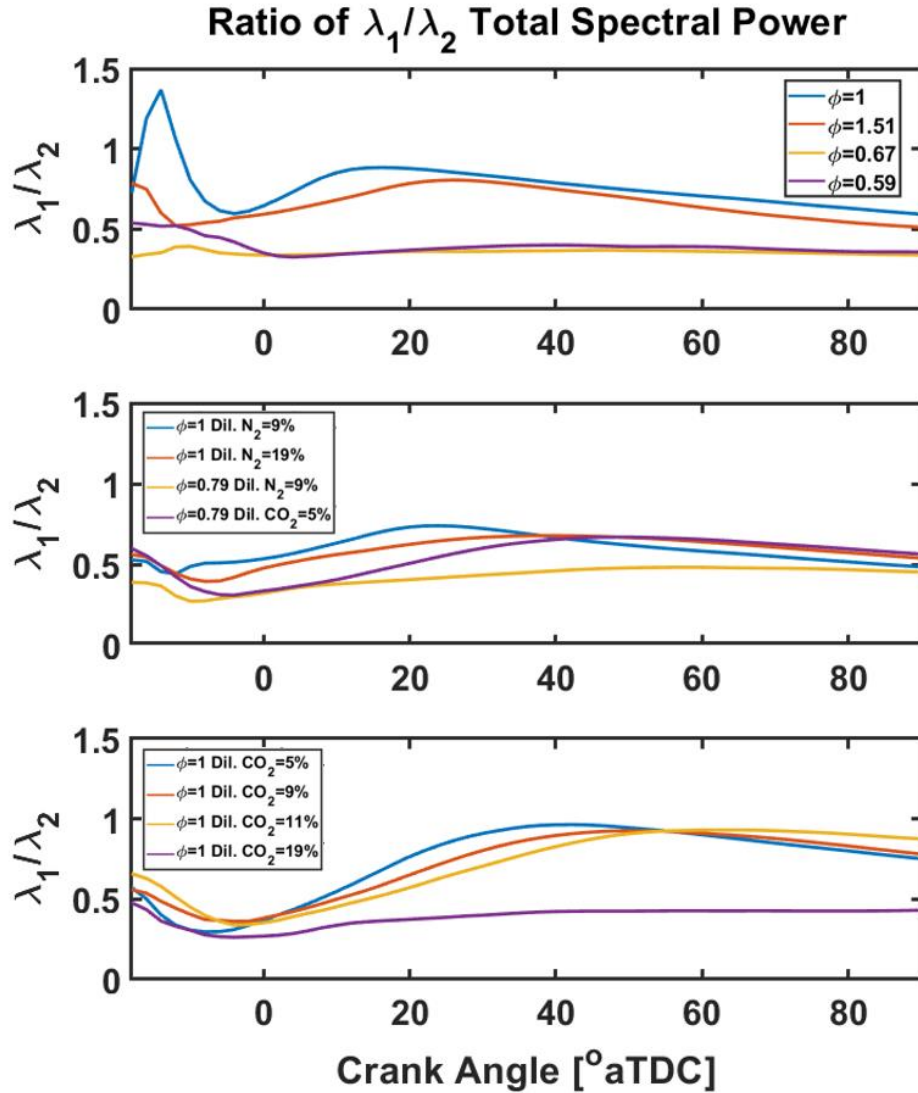 Ratio of λ₁/λ₂ Total Spectral Power
1.5
1
0.5
0
λ₁/λ₂
ϕ=1
ϕ=1.51
ϕ=0.67
ϕ=0.59
0 20 40 60 80
1.5
1
0.5
0
λ₁/λ₂
ϕ=1 Dil. N₂=9%
ϕ=1 Dil. N₂=19%
ϕ=0.79 Dil. N₂=9%
ϕ=0.79 Dil. CO₂=5%
0 20 40 60 80
1.5
1
0.5
0
λ₁/λ₂
ϕ=1 Dil. CO₂=5%
ϕ=1 Dil. CO₂=9%
ϕ=1 Dil. CO₂=11%
ϕ=1 Dil. CO₂=19%
0 20 40 60 80
Crank Angle [°aTDC]